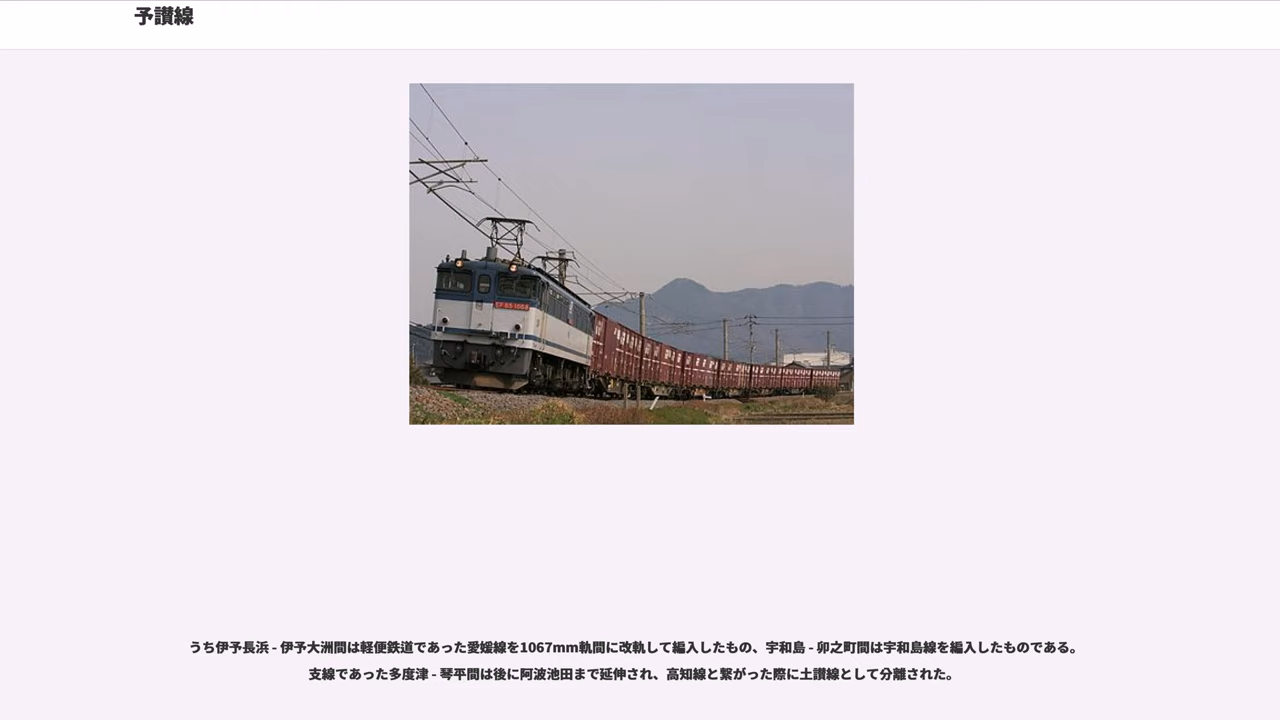 予讃線
EF65 1064
うち伊予長浜 - 伊予大洲間は軽便鉄道であった愛媛線を1067mm軌間に改軌して編入したもの、宇和島 - 卯之町間は宇和島線を編入したものである。
支線であった多度津 - 琴平間は後に阿波池田まで延伸され、高知線と繋がった際に土讃線として分離された。